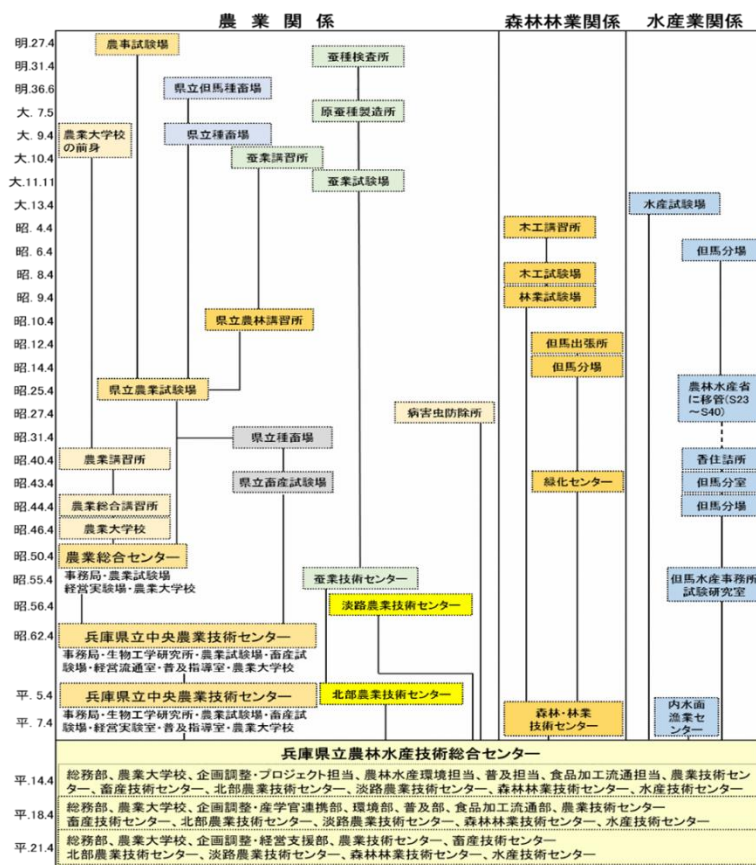 農 業 関 係
森林林業関係
水産業関係
明.27.4
農事試験場
蚕種検査所
明.31.4
明.36.6
県立但馬種畜場
大. 7.5
原蚕種製造所
大. 9.4
農業大学校
の前身
県立種畜場
大.10.4
蚕業講習所
大.11.11
蚕業試験場
大.13.4
水産試験場
昭. 4.4
木工講習所
昭. 6.4
但馬分場
昭. 8.4
木工試験場
昭. 9.4
林業試験場
昭.10.4
県立農林講習所
昭.12.4
但馬出張所
昭.14.4
但馬分場
昭.25.4
県立農業試験場
農林水産省
に移管(S23
~S40)
昭.27.4
病害虫防除所
昭.31.4
県立種畜場
昭.40.4
農業講習所
香住詰所
昭.43.4
県立畜産試験場
緑化センター
但馬分室
昭.44.4
農業総合講習所
但馬分場
昭.46.4
農業大学校
昭.50.4
農業総合センター
事務局・農業試験場
経営実験場・農業大学校
昭.55.4
蚕業技術センター
但馬水産事務所
試験研究室
昭.56.4
淡路農業技術センター
昭.62.4
兵庫県立中央農業技術センター
事務局・生物工学研究所・農業試験場・畜産試
験場・経営流通室・普及指導室・農業大学校
平. 5.4
兵庫県立中央農業技術センター
北部農業技術センター
平. 7.4
事務局・生物工学研究所・農業試験場・畜産試
験場・経営実験室・普及指導室・農業大学校
森林・林業
技術センター
内水面
漁業セ
ンター
兵庫県立農林水産技術総合センター
平.14.4
総務部、農業大学校、企画調整・プロジェクト担当、農林水産環境担当、普及担当、食品加工流通担当、農業技術セン
ター、畜産技術センター、北部農業技術センター、淡路農業技術センター、森林林業技術センター、水産技術センター
平.18.4
総務部、農業大学校、企画調整・産学官連携部、環境部、普及部、食品加工流通部、農業技術センター
畜産技術センター、北部農業技術センター、淡路農業技術センター、森林林業技術センター、水産技術センター
平.21.4
総務部、農業大学校、企画調整・経営支援部、農業技術センター、畜産技術センター
北部農業技術センター、淡路農業技術センター、森林林業技術センター、水産技術センター